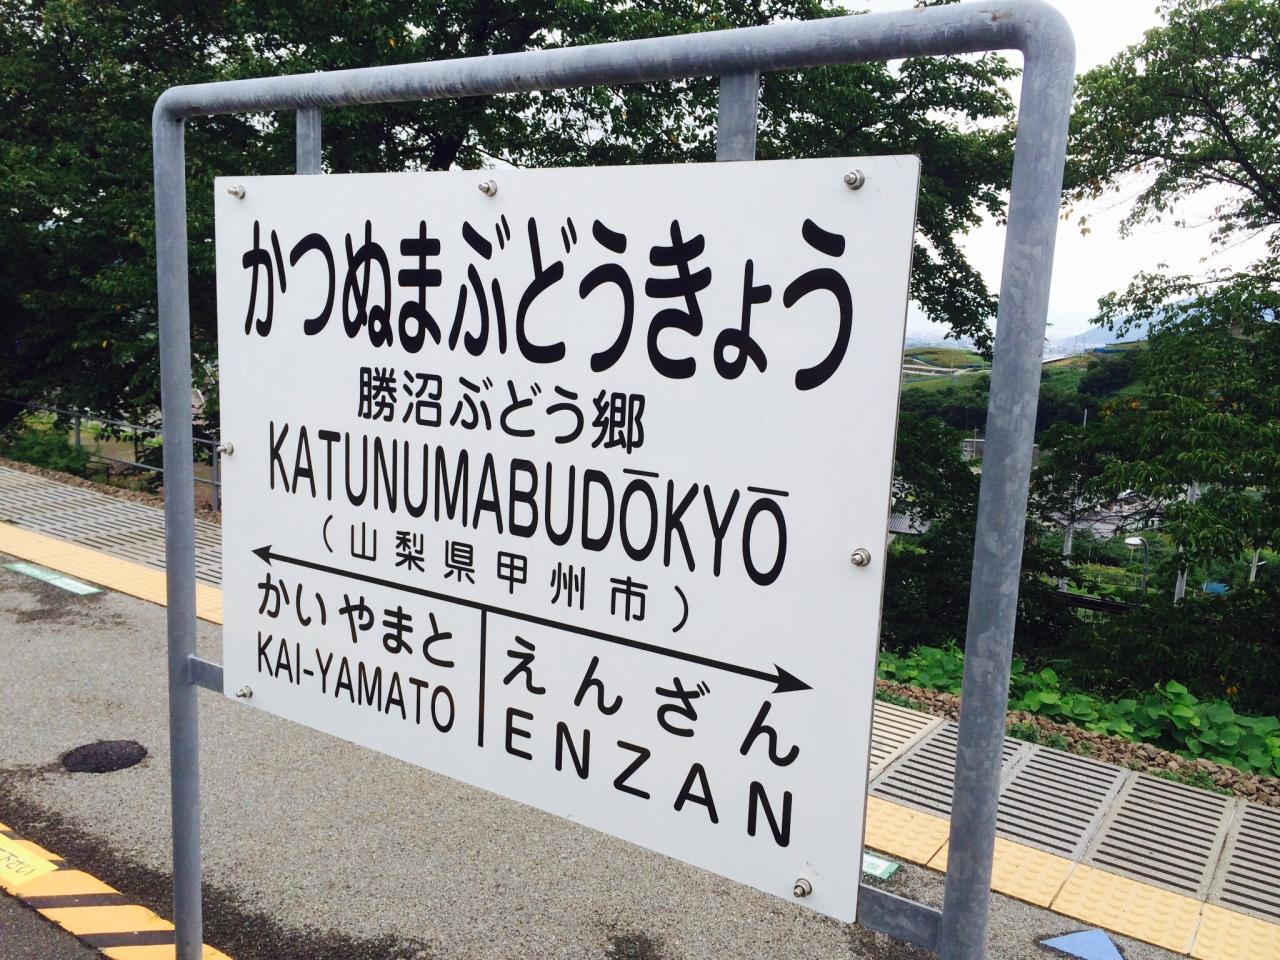 かつぬまぶどうきょう
勝沼ぶどう郷
KATUNUMABUDŌKYŌ
(山梨県甲州市)
かいやまと
KAI-YAMATO
えんざん
ENZAN